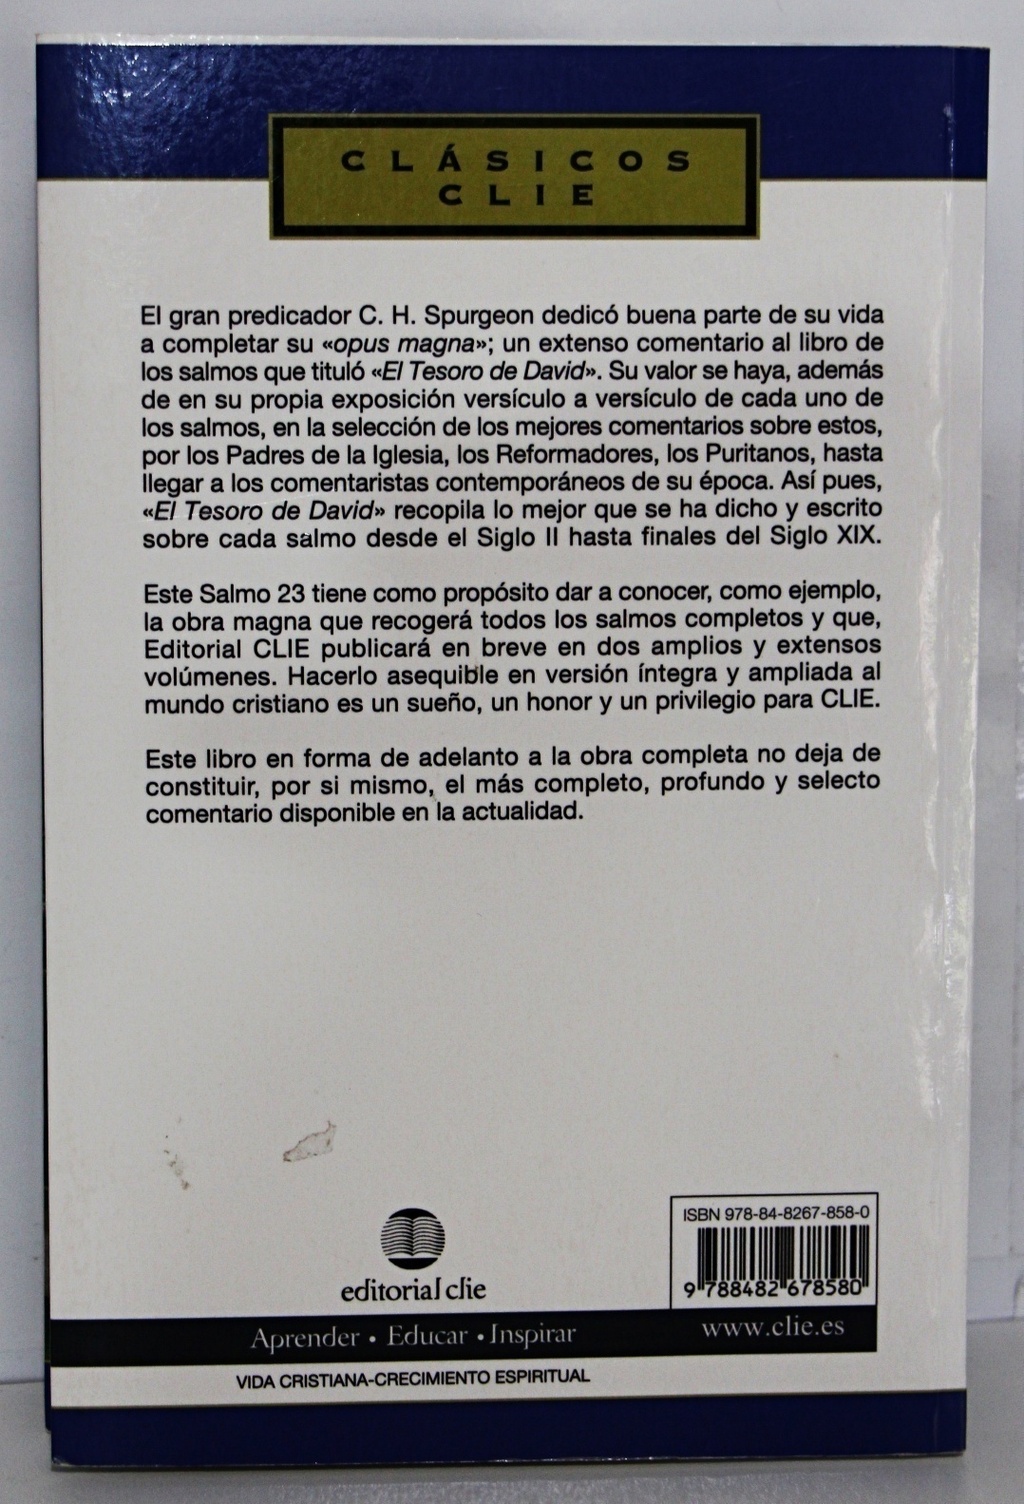 CLÁSICOS
CLIE
El gran predicador C. H. Spurgeon dedicó buena parte de su vida
a completar su «opus magna»; un extenso comentario al libro de
los salmos que tituló «El Tesoro de David». Su valor se haya, además
de en su propia exposición versículo a versículo de cada uno de
los salmos, en la selección de los mejores comentarios sobre estos,
por los Padres de la Iglesia, los Reformadores, los Puritanos, hasta
llegar a los comentaristas contemporáneos de su época. Así pues,
«El Tesoro de David» recopila lo mejor que se ha dicho y escrito
sobre cada salmo desde el Siglo II hasta finales del Siglo XIX.
Este Salmo 23 tiene como propósito dar a conocer, como ejemplo,
la obra magna que recogerá todos los salmos completos y que,
Editorial CLIE publicará en breve en dos amplios y extensos
volúmenes. Hacerlo asequible en versión íntegra y ampliada al
mundo cristiano es un sueño, un honor y un privilegio para CLIE.
Este libro en forma de adelanto a la obra completa no deja de
constituir, por si mismo, el más completo, profundo y selecto
comentario disponible en la actualidad.
ISBN 978-84-8267-858-0
9 788482 678580
editorial clie
Aprender • Educar • Inspirar
www.clie.es
VIDA CRISTIANA-CRECIMIENTO ESPIRITUAL